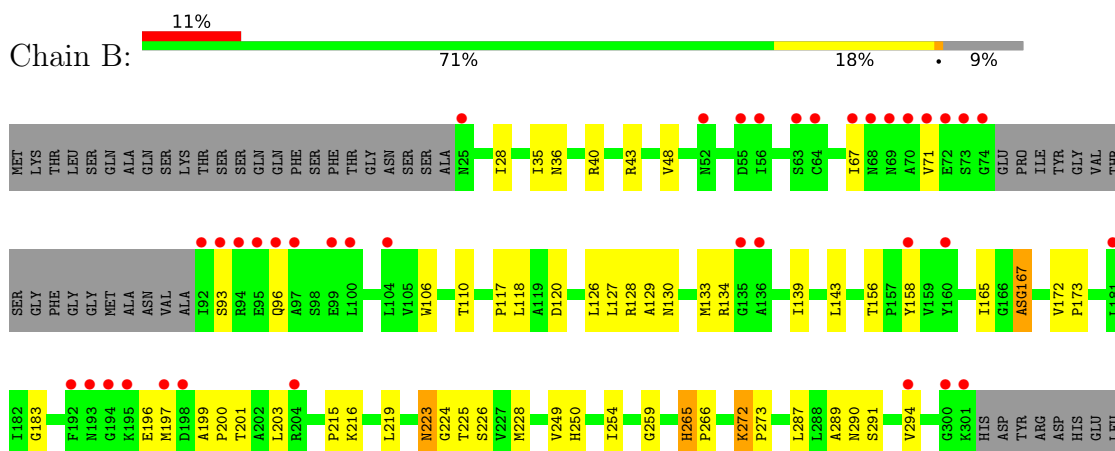 11%
Chain B:
71% 18% • 9%
MET LYS THR LEU SER GLN ALA GLN SER LYS THR SER SER GLN GLN PHE SER PHE THR GLY ASN SER SER ALA N25 I28 I35 N36 R40 R43 V48 N52 D55 I56 S63 C64 I67 N68 N69 A70 V71 E72 S73 G74 GLU PRO ILE TYR GLY VAL THR
SER GLY PHE GLY GLY MET ALA ASN VAL ALA I92 S93 R94 E95 Q96 A97 S98 E99 L100 L104 V105 W106 T110 P117 L118 A119 D120 L126 L127 R128 A129 N130 M133 R134 G135 A136 I139 L143 T156 P157 Y158 V159 Y160 I165 G166 ASG167 V172 P173 L181
I182 G183 F192 N193 G194 K195 E196 M197 D198 A199 P200 T201 A202 L203 R204 P215 K216 L219 N223 G224 T225 S226 V227 M228 V249 H250 I254 G259 H265 P266 K272 P273 L287 L288 A289 N290 S291 V294 G300 K301 HIS ASP TYR ARG ASP HIS GLU LEU